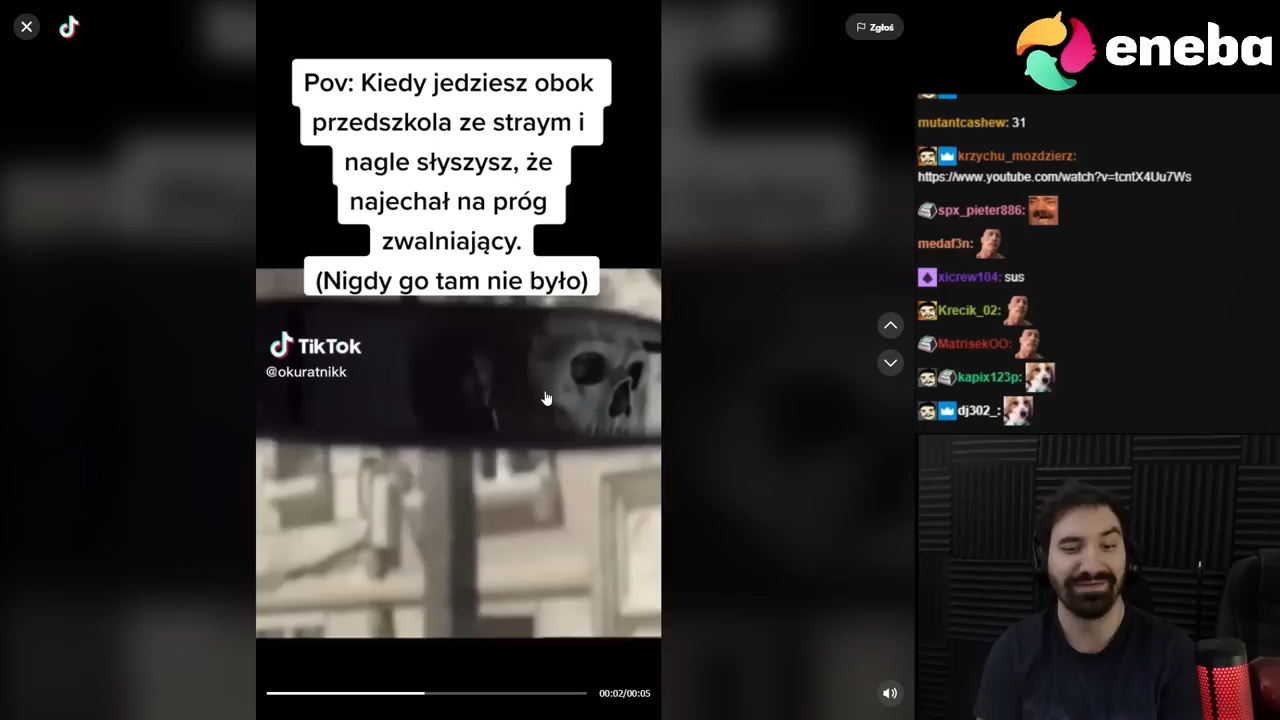 Zgłoś
eneba
Pov: Kiedy jedziesz obok
przedszkola ze straym i
nagle słyszysz, że
najechał na próg
zwalniający.
(Nigdy go tam nie było)
TikTok
@okuratnikk
00:02/00:05
mutantcashew: 31
krzychu_mozdzierz:
https://www.youtube.com/watch?v=tcntX4Uu7Ws
spx_pieter886:
medaf3n:
xicrew104: sus
Krecik_02:
MatrisekOO:
kapix123p:
dj302_: